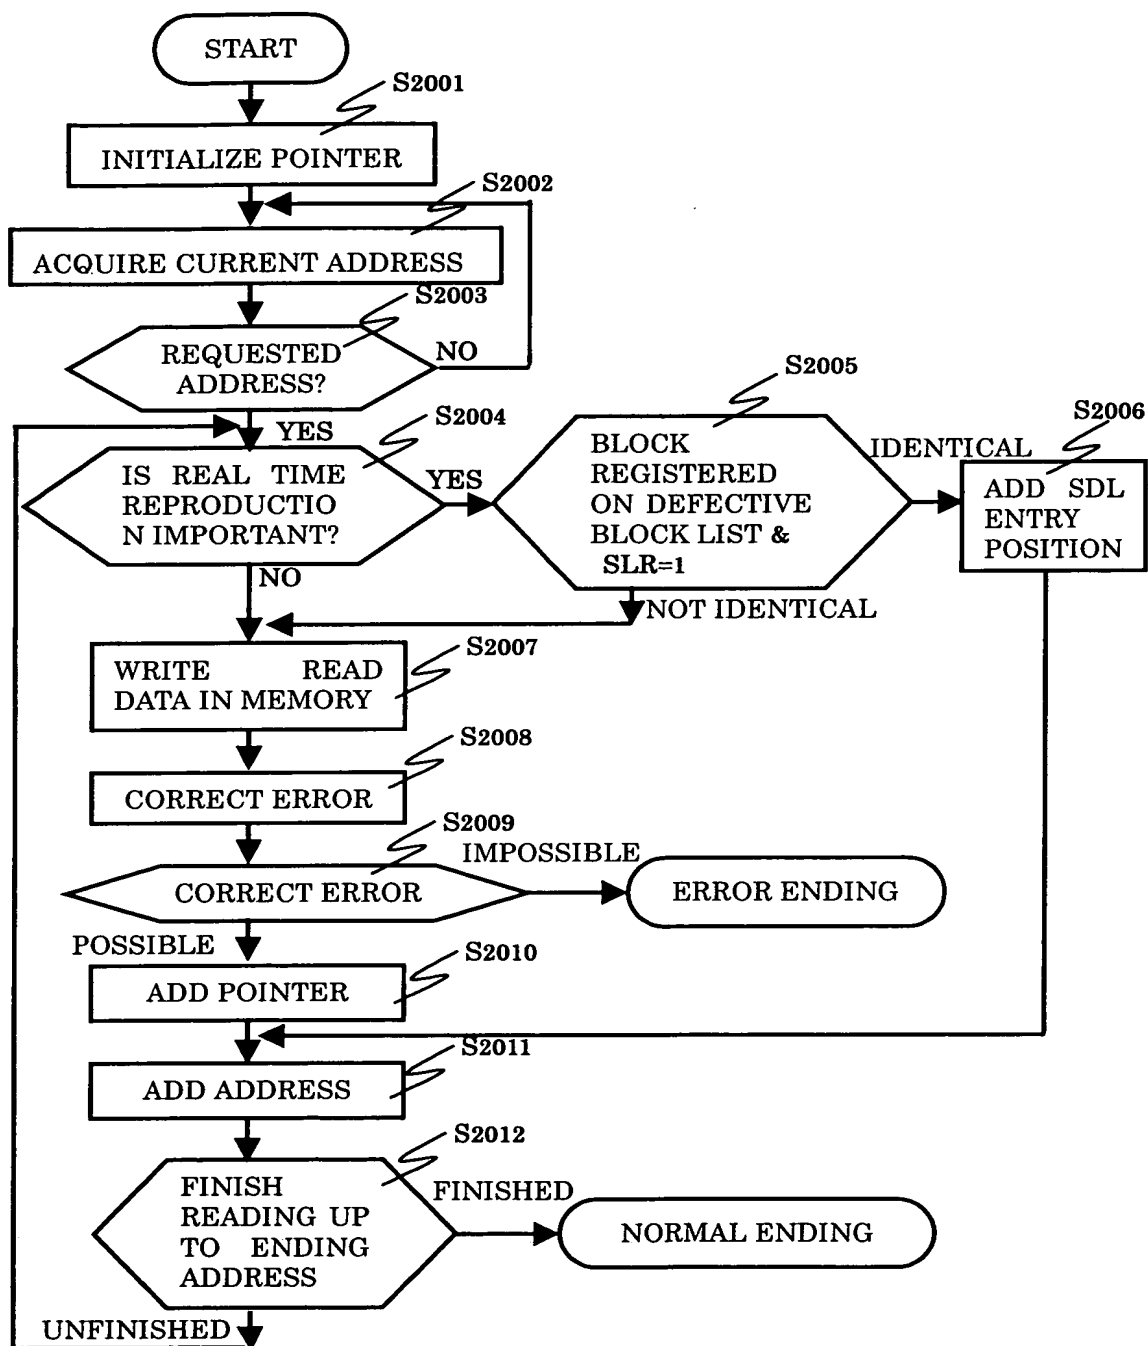 START
S2001
INITIALIZE POINTER
S2002
ACQUIRE CURRENT ADDRESS
S2003
REQUESTED
ADDRESS?
NO
YES
S2004
IS REAL TIME
REPRODUCTIO
N IMPORTANT?
YES
NO
S2005
BLOCK
REGISTERED
ON DEFECTIVE
BLOCK LIST &
SLR=1
IDENTICAL
NOT IDENTICAL
S2006
ADD SDL
ENTRY
POSITION
S2007
WRITE READ
DATA IN MEMORY
S2008
CORRECT ERROR
S2009
CORRECT ERROR
IMPOSSIBLE
ERROR ENDING
POSSIBLE
S2010
ADD POINTER
S2011
ADD ADDRESS
S2012
FINISH
READING UP
TO ENDING
ADDRESS
FINISHED
NORMAL ENDING
UNFINISHED